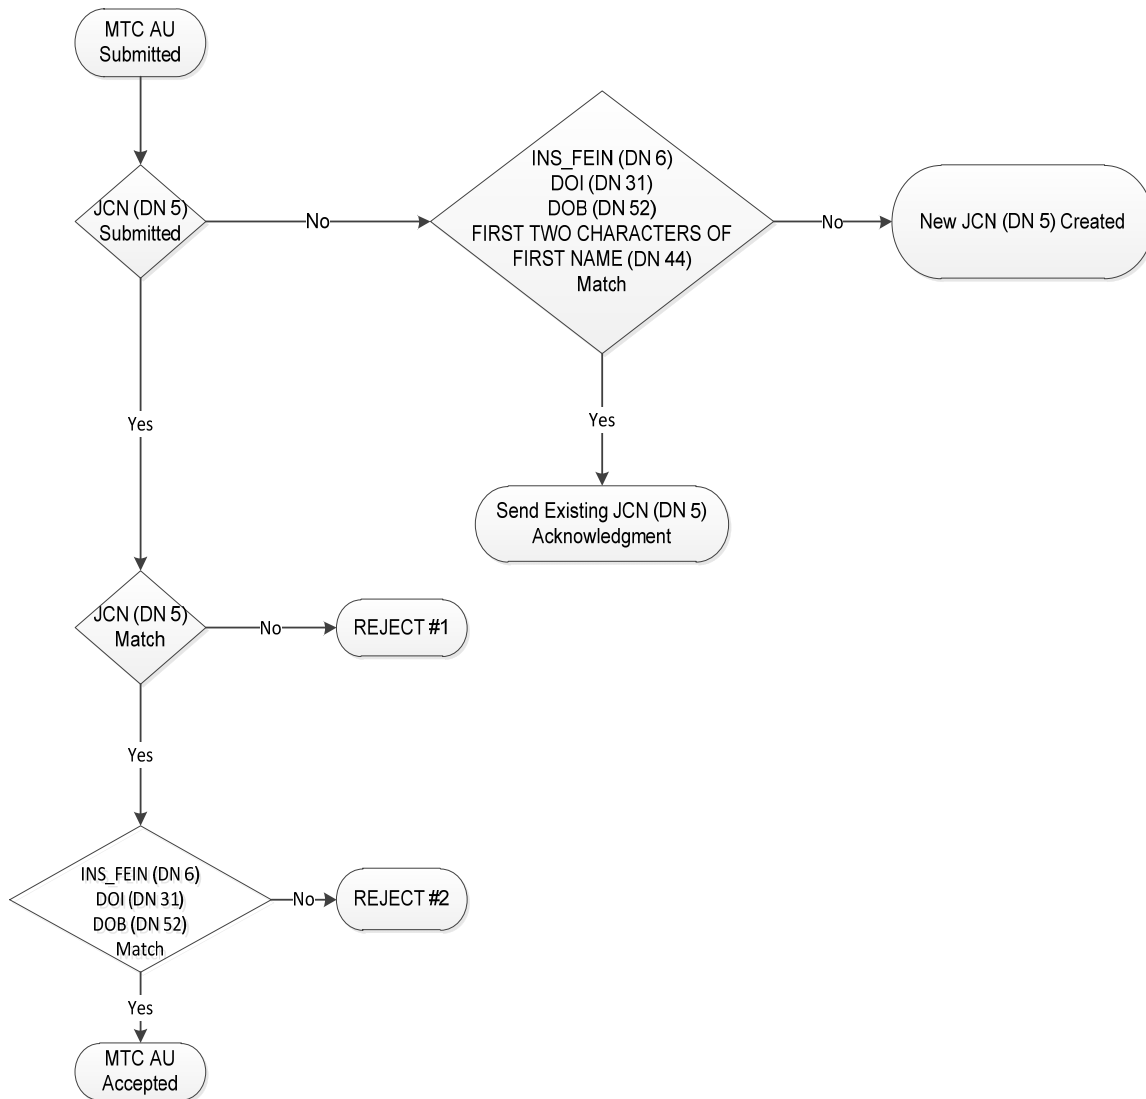 MTC AU
Submitted
JCN (DN 5)
Submitted
No
INS_FEIN (DN 6)
DOI (DN 31)
DOB (DN 52)
FIRST TWO CHARACTERS OF
FIRST NAME (DN 44)
Match
No
New JCN (DN 5) Created
Yes
Yes
Send Existing JCN (DN 5)
Acknowledgment
JCN (DN 5)
Match
No
REJECT #1
Yes
INS_FEIN (DN 6)
DOI (DN 31)
DOB (DN 52)
Match
No
REJECT #2
Yes
MTC AU
Accepted